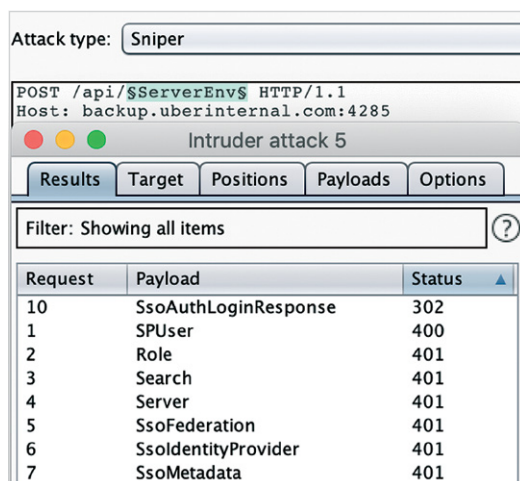 Attack type: Sniper
POST /api/§ServerEnv§ HTTP/1.1
Host: backup.uberinternal.com:4285
Intruder attack 5
Results Target Positions Payloads Options
Filter: Showing all items ?
Request Payload Status
10 SsoAuthLoginResponse 302
1 SPUser 400
2 Role 401
3 Search 401
4 Server 401
5 SsoFederation 401
6 SsoIdentityProvider 401
7 SsoMetadata 401